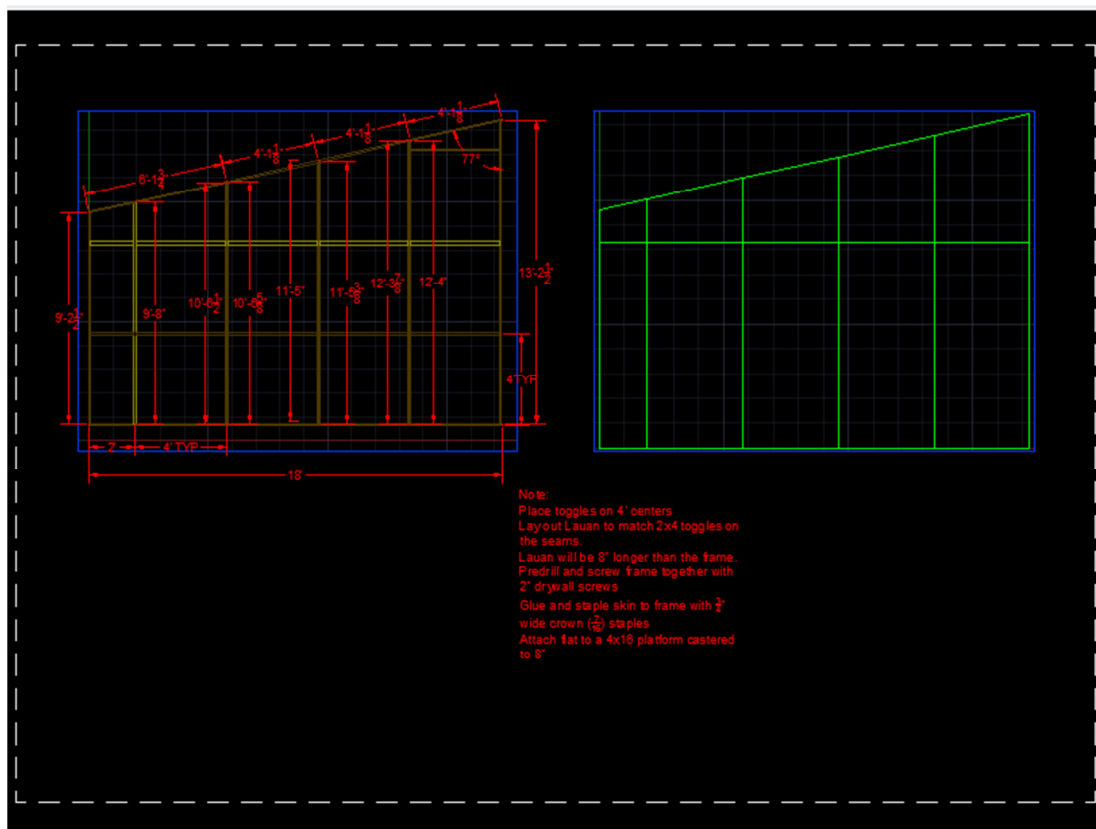 4'-1 1/8"
4'-1 1/8"
4'-1 1/8"
6'-1 3/4"
77°
13'-2 1/2"
12'-3 7/8"
12'-4"
11'-5"
11'-5 3/8"
10'-6 1/2"
10'-6 5/8"
9'-8"
9'-2 1/2"
4 TYP
2'
4' TYP
18'
Note:
Place toggles on 4' centers
Layout Lauan to match 2x4 toggles on
the seams.
Lauan will be 8" longer than the frame.
Predrill and screw frame together with
2" drywall screws
Glue and staple skin to frame with
wide crown (7/16) staples
Attach flat to a 4x16 platform castered
to 8"